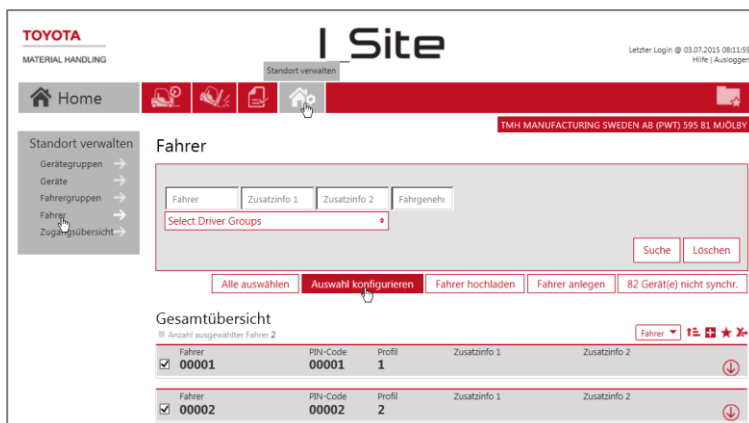 TOYOTA
MATERIAL HANDLING
I_Site
Letzter Login @ 03.07.2015 08:11:59
Hilfe | Ausloggen
Standort verwalten
Home
TMH MANUFACTURING SWEDEN AB (PWT) 595 81 MJÖLBY
Standort verwalten
Gerätegruppen
Geräte
Fahrergruppen
Fahrer
Zugangsübersicht
Fahrer
Fahrer Zusatzinfo 1 Zusatzinfo 2 Fahrgenehi
Select Driver Groups
Suche Löschen
Alle auswählen Auswahl konfigurieren Fahrer hochladen Fahrer anlegen 82 Gerät(e) nicht synchr.
Gesamtübersicht
Anzahl ausgewählter Fahrer 2
Fahrer
Fahrer PIN-Code Profil Zusatzinfo 1 Zusatzinfo 2
00001 00001 1
Fahrer PIN-Code Profil Zusatzinfo 1 Zusatzinfo 2
00002 00002 2